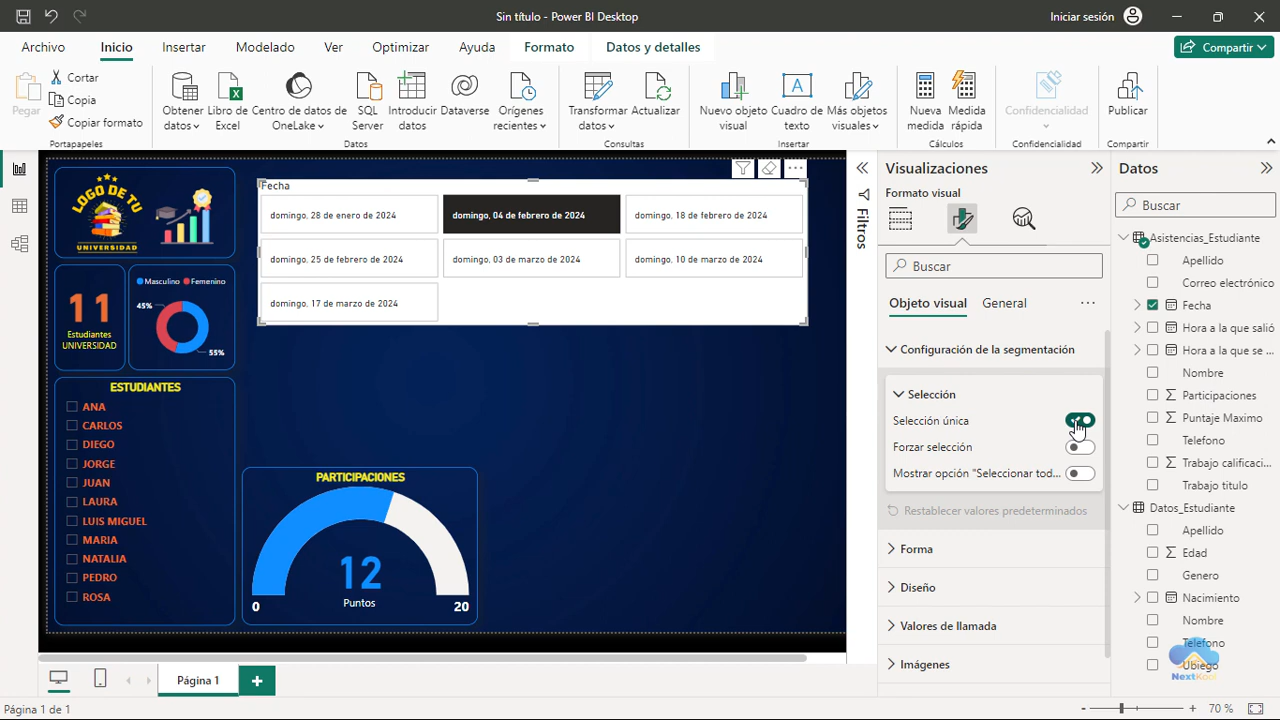 Sin título - Power BI Desktop
Iniciar sesión
Archivo
Inicio
Insertar
Modelado
Ver
Optimizar
Ayuda
Formato
Datos y detalles
Compartir
Pegar
Cortar
Copia
Copiar formato
Portapapeles
Obtener datos
Libro de Excel
Centro de datos de OneLake
SQL Server
Introducir datos
Dataverse
Orígenes recientes
Datos
Transformar datos
Actualizar
Consultas
Nuevo objeto visual
Cuadro de texto
Más objetos visuales
Insertar
Nueva medida
Medida rápida
Cálculos
Confidencialidad
Confidencialidad
Publicar
Compartir
LOGO DE TU
UNIVERSIDAD
11
Estudiantes
UNIVERSIDAD
Masculino Femenino
45%
55%
ESTUDIANTES
ANA
CARLOS
DIEGO
JORGE
JUAN
LAURA
LUIS MIGUEL
MARIA
NATALIA
PEDRO
ROSA
Fecha
domingo, 28 de enero de 2024
domingo, 04 de febrero de 2024
domingo, 18 de febrero de 2024
domingo, 25 de febrero de 2024
domingo, 03 de marzo de 2024
domingo, 10 de marzo de 2024
domingo, 17 de marzo de 2024
PARTICIPACIONES
12
Puntos
0
20
Filtros
Visualizaciones
Formato visual
Buscar
Objeto visual
General
Configuración de la segmentación
Selección
Selección única
Forzar selección
Mostrar opción "Seleccionar tod...
Restablecer valores predeterminados
Forma
Diseño
Valores de llamada
Imágenes
Datos
Buscar
Asistencias_Estudiante
Apellido
Correo electrónico
Fecha
Hora a la que salió
Hora a la que se ...
Nombre
Participaciones
Puntaje Maximo
Telefono
Trabajo calificaci...
Trabajo titulo
Datos_Estudiante
Apellido
Edad
Genero
Nacimiento
Nombre
Telefono
Ubiego
NextKool
Página 1
Página 1 de 1
70 %